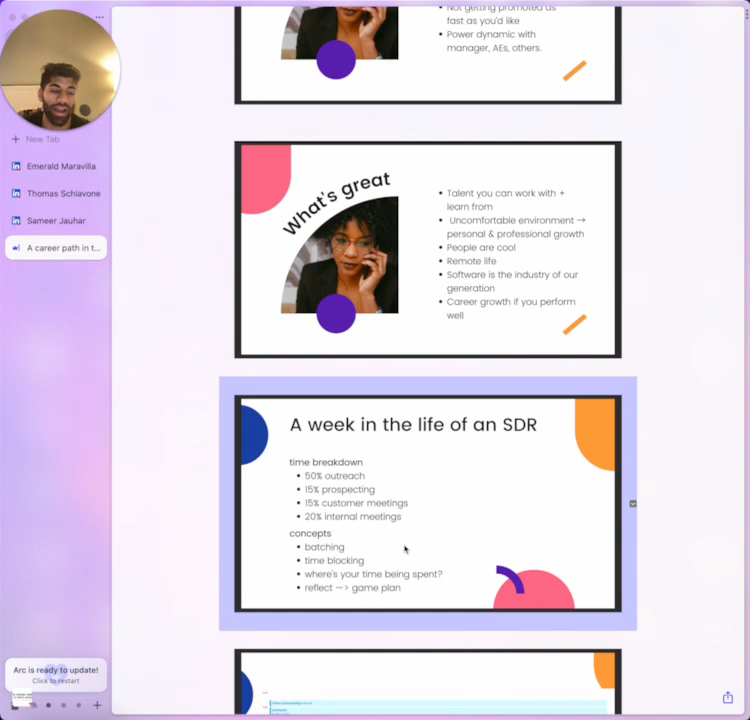 + New Tab
Emerald Maravilla
Thomas Schiavone
Sameer Jauhar
A career path in t...
Arc is ready to update!
Click to restart
Not getting promoted as
fast as you'd like
• Power dynamic with
manager, AEs, others.
What's great
• Talent you can work with +
learn from
• Uncomfortable environment →
personal & professional growth
• People are cool
• Remote life
• Software is the industry of our
generation
• Career growth if you perform
well
A week in the life of an SDR
time breakdown
• 50% outreach
• 15% prospecting
• 15% customer meetings
• 20% internal meetings
concepts
• batching
• time blocking
• where's your time being spent?
• reflect —> game plan